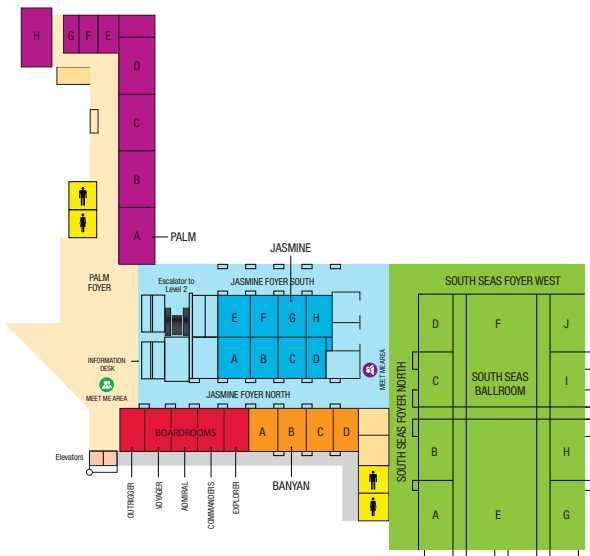 H
G F E
D
C
B
A
PALM
PALM
FOYER
JASMINE
Escalator to
Level 2
JASMINE FOYER SOUTH
SOUTH SEAS FOYER WEST
E F G H
A B C D
INFORMATION
DESK
MEET ME AREA
MEET ME AREA
JASMINE FOYER NORTH
SOUTH SEAS FOYER NORTH
D F J
C SOUTH SEAS I
BALLROOM
B H
A E G
BOARDROOMS
A B C D
Elevators
OUTRIGGER
VOYAGER
ADMIRAL
COMMANDERS
EXPLORER
BANYAN